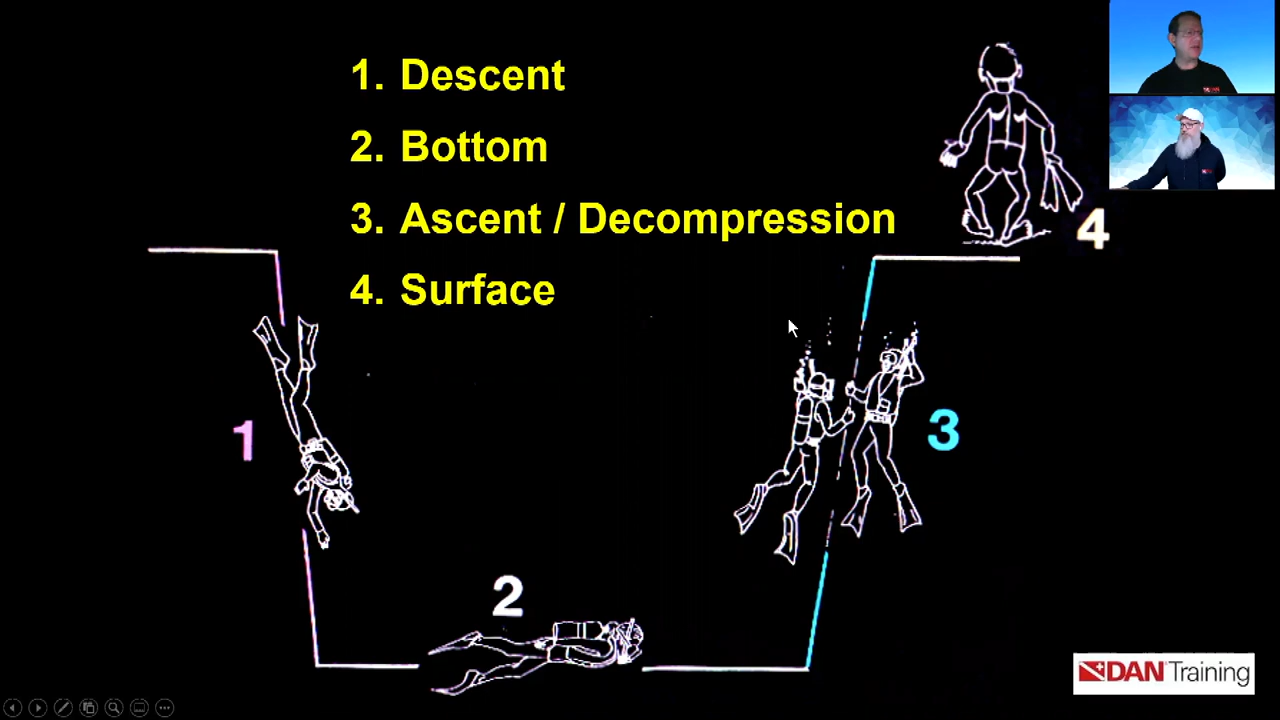 1. Descent
2. Bottom
3. Ascent / Decompression
4. Surface
4
1
3
2
DAN Training